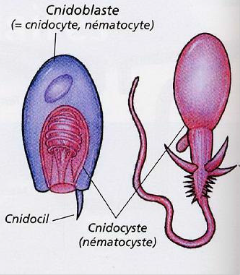 Cnidoblaste
(= cnidocyte, nématocyte)
Cnidocil
Cnidocyste
(nématocyste)